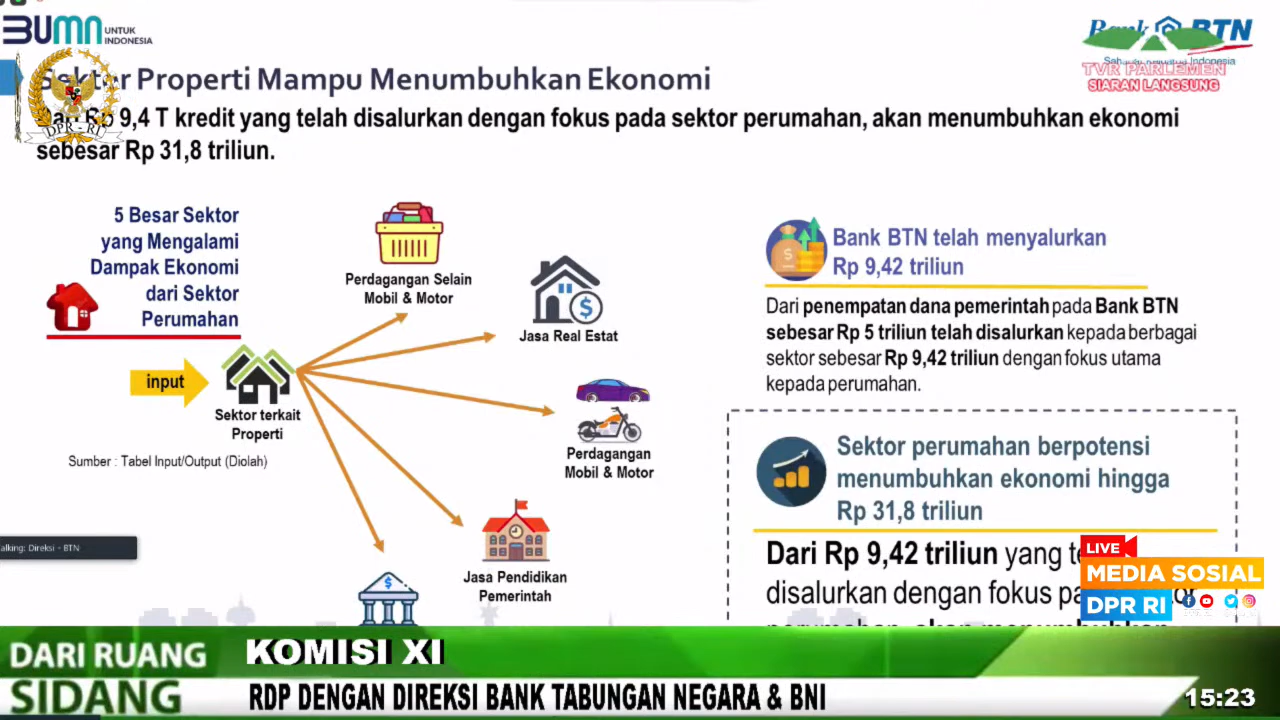 BUMN UNTUK
INDONESIA
Bank BTN
TVR PARLEMEN
SIARAN LANGSUNG
Sektor Properti Mampu Menumbuhkan Ekonomi
DPR - RI
Dari Rp 9,4 T kredit yang telah disalurkan dengan fokus pada sektor perumahan, akan menumbuhkan ekonomi
sebesar Rp 31,8 triliun.
5 Besar Sektor
yang Mengalami
Dampak Ekonomi
dari Sektor
Perumahan
input
Sektor terkait
Properti
Sumber : Tabel Input/Output (Diolah)
Perdagangan Selain
Mobil & Motor
Jasa Real Estat
Perdagangan
Mobil & Motor
Jasa Pendidikan
Pemerintah
Bank BTN telah menyalurkan
Rp 9,42 triliun
Dari penempatan dana pemerintah pada Bank BTN
sebesar Rp 5 triliun telah disalurkan kepada berbagai
sektor sebesar Rp 9,42 triliun dengan fokus utama
kepada perumahan.
Sektor perumahan berpotensi
menumbuhkan ekonomi hingga
Rp 31,8 triliun
Dari Rp 9,42 triliun yang
disalurkan dengan fokus
alking: Direksi - BTN
LIVE
MEDIA SOSIAL
DPR RI
DARI RUANG
SIDANG
KOMISI XI
RDP DENGAN DIREKSI BANK TABUNGAN NEGARA & BNI
15:23